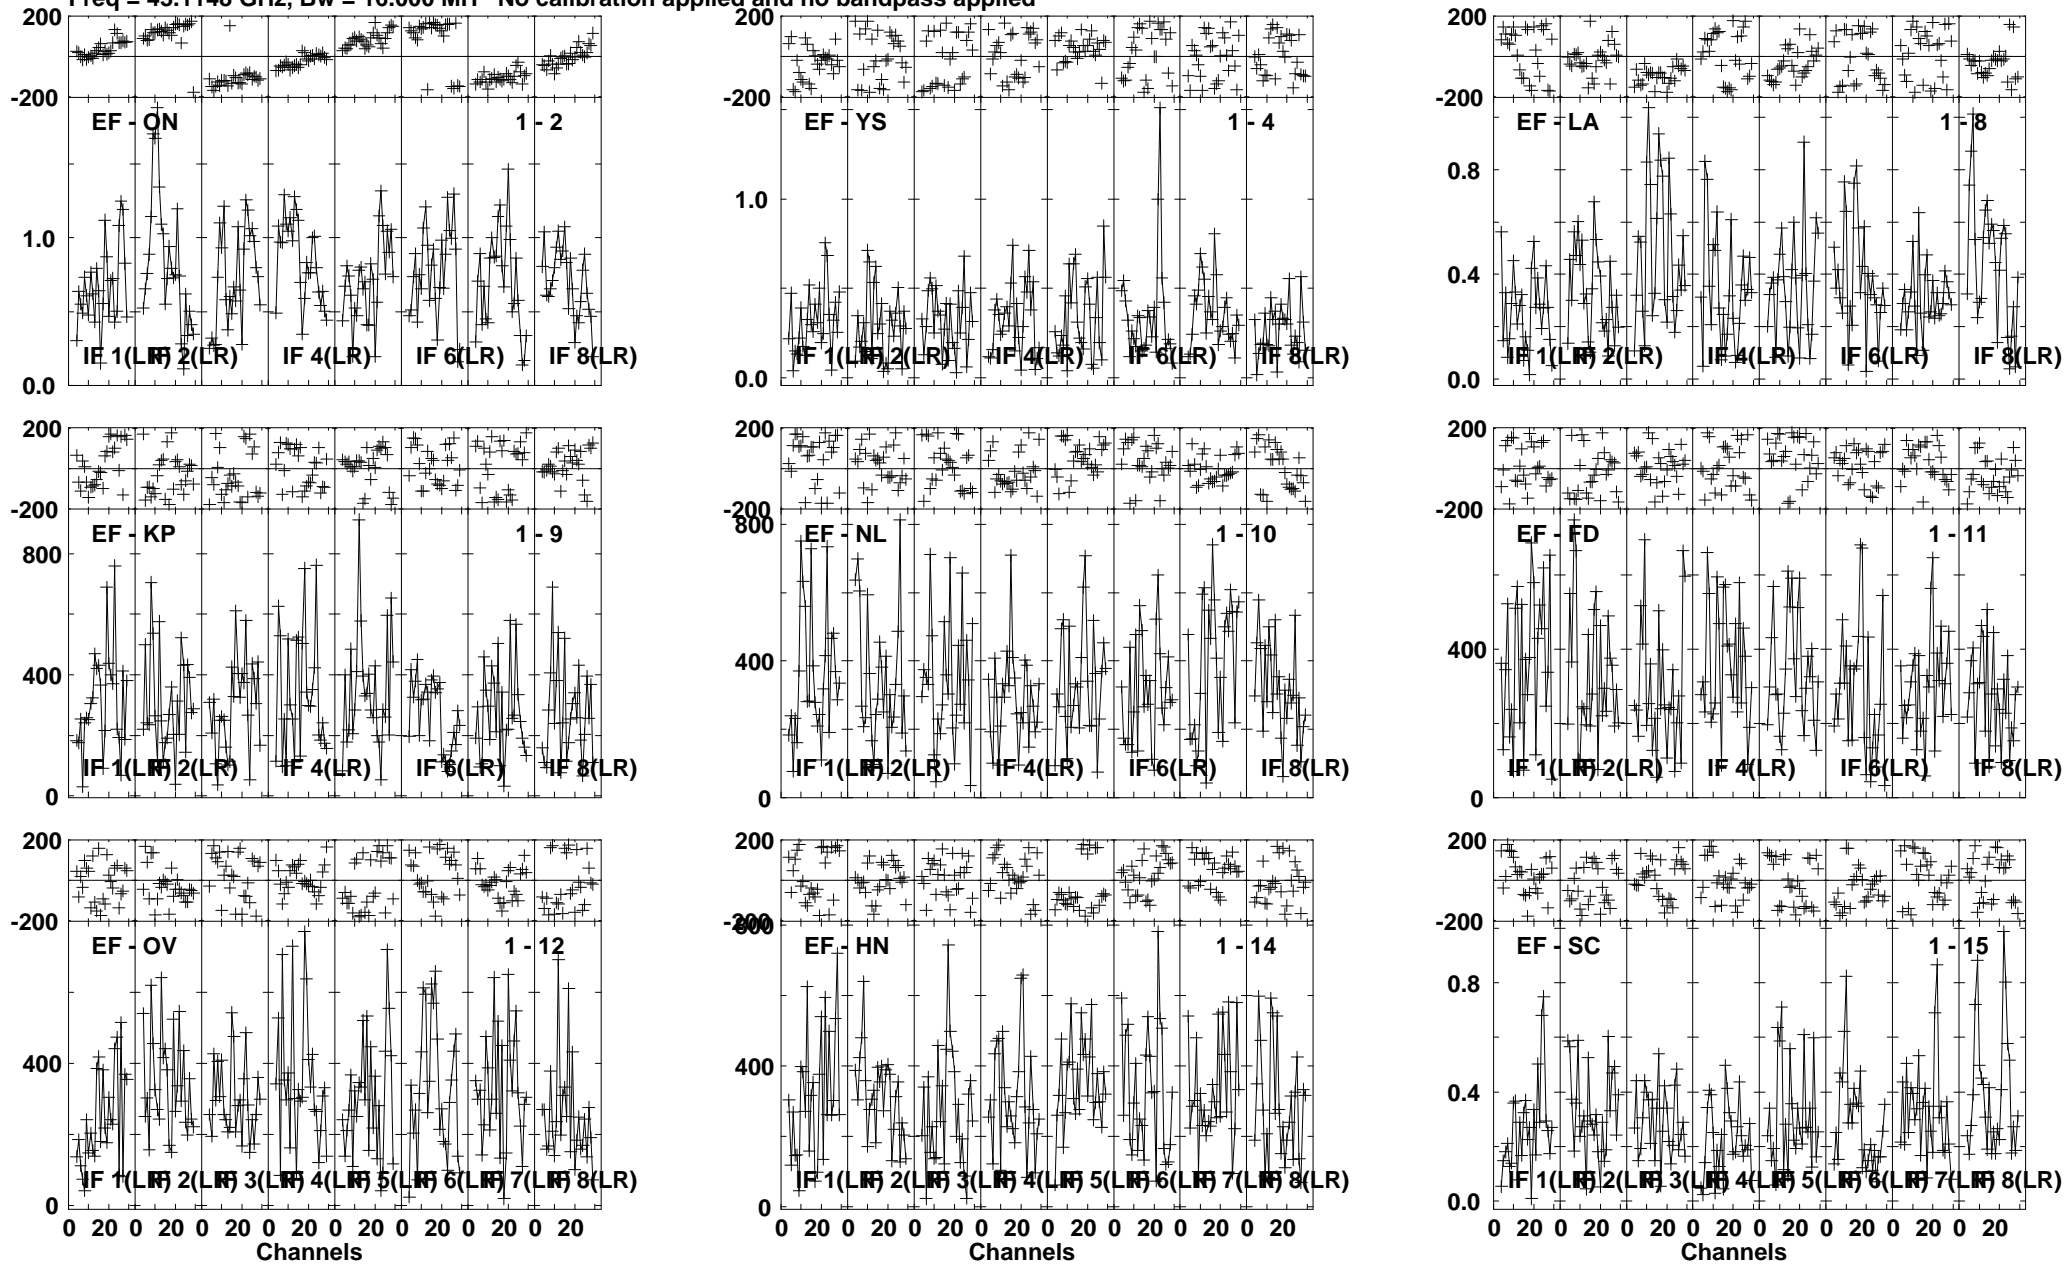 200
-200
EF - ON
1 - 2
1.0
0.0
IF 1(LR) IF 2(LR) IF 4(LR) IF 6(LR) IF 8(LR)
200
-200
EF - YS
1 - 4
1.0
0.0
IF 1(LR) IF 2(LR) IF 4(LR) IF 6(LR) IF 8(LR)
200
-200
EF - LA
1 - 8
0.8
0.4
0.0
IF 1(LR) IF 2(LR) IF 4(LR) IF 6(LR) IF 8(LR)
200
-200
EF - KP
1 - 9
800
400
0
IF 1(LR) IF 2(LR) IF 4(LR) IF 6(LR) IF 8(LR)
200
-200
800
EF - NL
1 - 10
400
0
IF 1(LR) IF 2(LR) IF 4(LR) IF 6(LR) IF 8(LR)
200
-200
EF - FD
1 - 11
400
0
IF 1(LR) IF 2(LR) IF 4(LR) IF 6(LR) IF 8(LR)
200
-200
EF - OV
1 - 12
400
0
IF 1(LR) IF 2(LR) IF 3(LR) IF 4(LR) IF 5(LR) IF 6(LR) IF 7(LR) IF 8(LR)
0 20 0 20 0 20 0 20 0 20 0 20 0 20 0 20
Channels
200
-200
800
EF - HN
1 - 14
400
0
IF 1(LR) IF 2(LR) IF 3(LR) IF 4(LR) IF 5(LR) IF 6(LR) IF 7(LR) IF 8(LR)
0 20 0 20 0 20 0 20 0 20 0 20 0 20 0 20
Channels
200
-200
EF - SC
1 - 15
0.8
0.4
0.0
IF 1(LR) IF 2(LR) IF 3(LR) IF 4(LR) IF 5(LR) IF 6(LR) IF 7(LR) IF 8(LR)
0 20 0 20 0 20 0 20 0 20 0 20 0 20 0 20
Channels